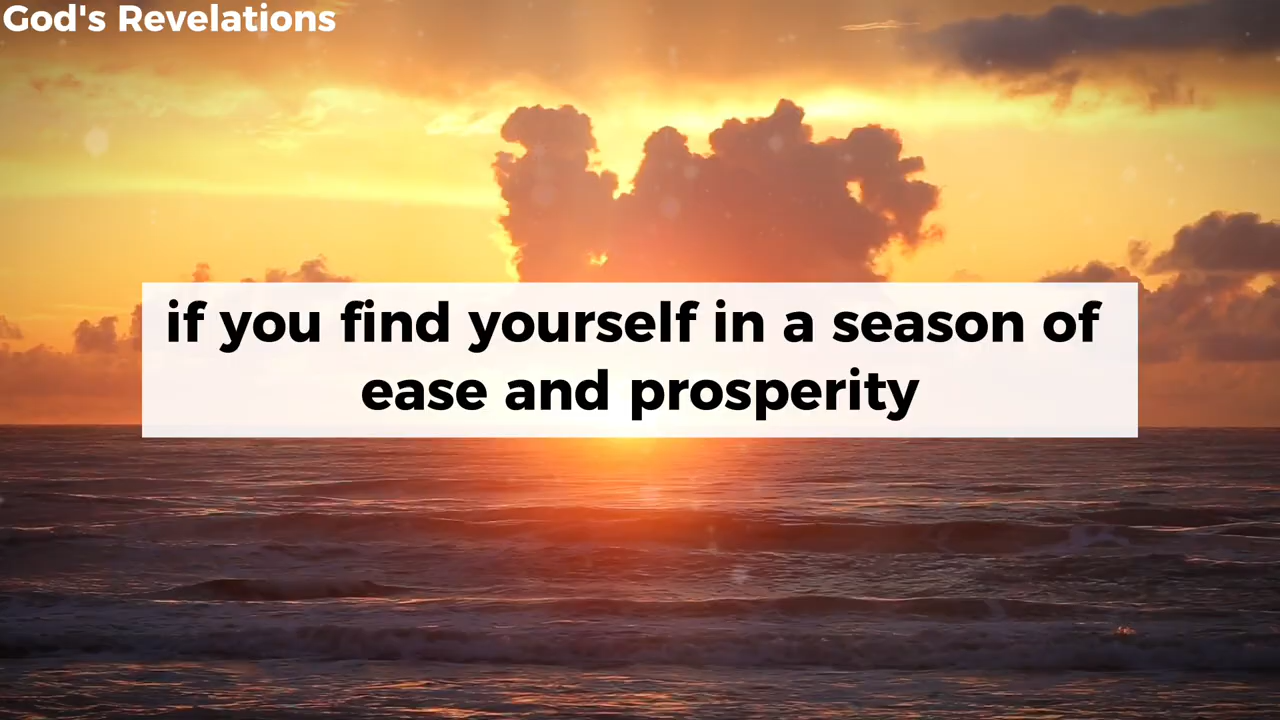 God's Revelations
if you find yourself in a season of
ease and prosperity